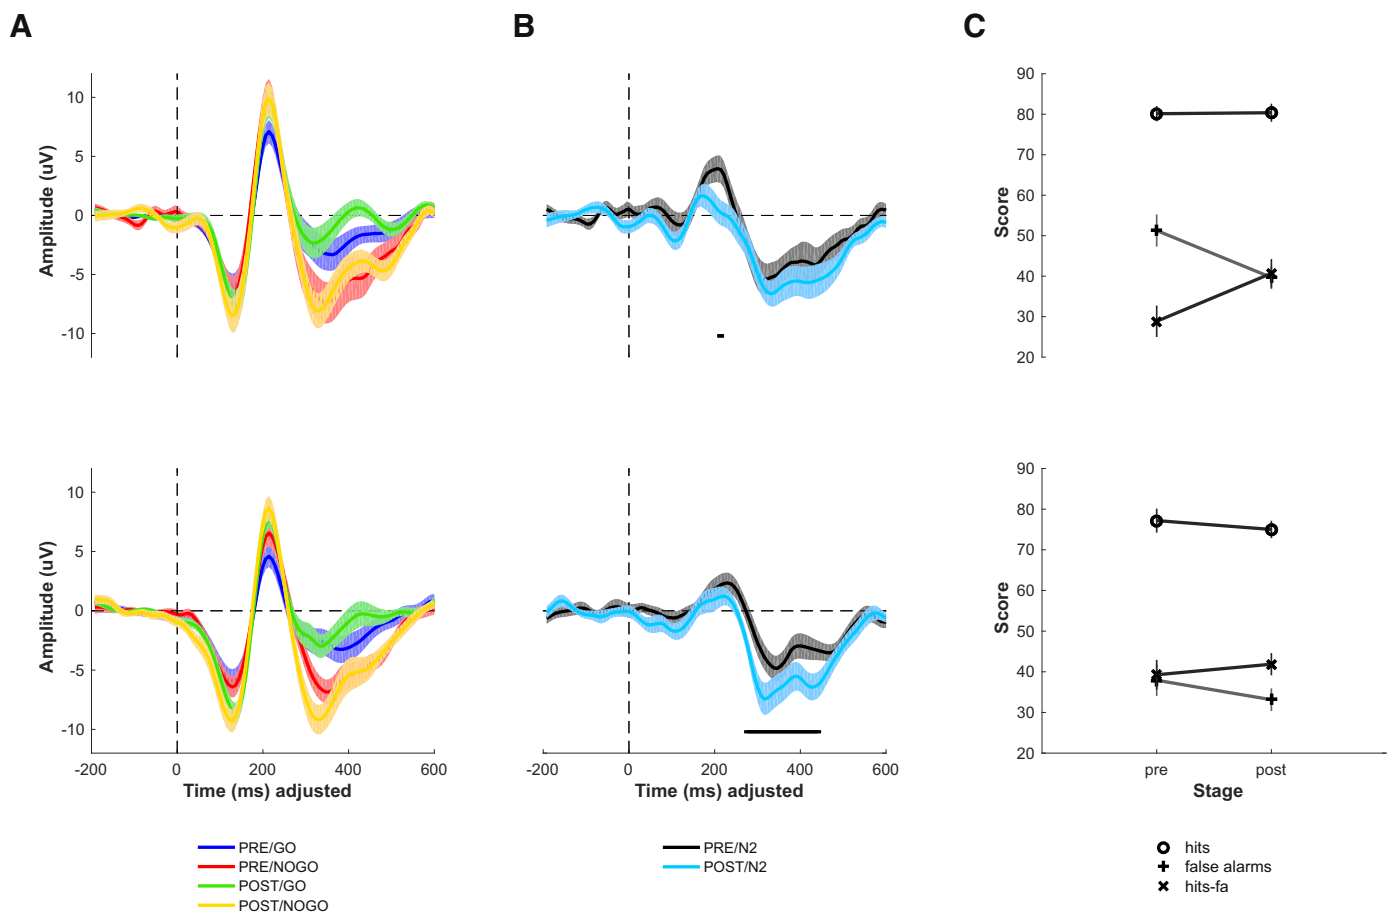 A
B
C
Amplitude (uV)
10
5
0
-5
-10
Score
90
80
70
60
50
40
30
20
Amplitude (uV)
10
5
0
-5
-10
-200
0
200
400
600
Time (ms) adjusted
-200
0
200
400
600
Time (ms) adjusted
Score
90
80
70
60
50
40
30
20
pre
post
Stage
PRE/GO
PRE/NOGO
POST/GO
POST/NOGO
PRE/N2
POST/N2
hits
false alarms
hits-fa